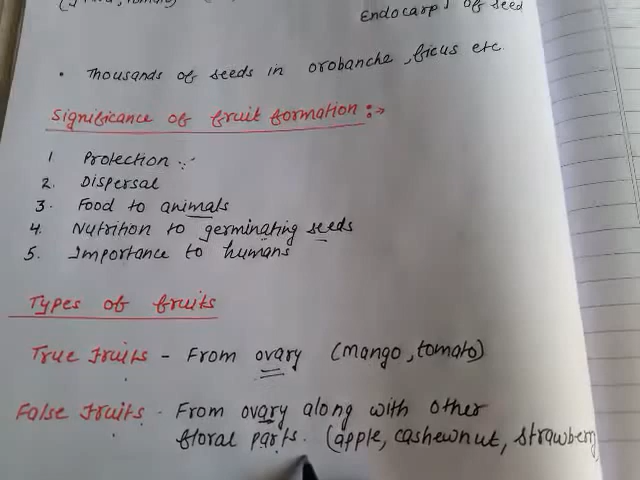 Endocarp) of seed
• Thousands of seeds in orobanche, ficus etc.
Significance of fruit formation :→
1 Protection :
2. Dispersal
3. Food to animals
4. Nutrition to germinating seeds
5. Importance to humans
Types of fruits
True fruits - From ovary (mango, tomato)
False fruits - From ovary along with other
floral parts. (apple, cashewnut, strawberry